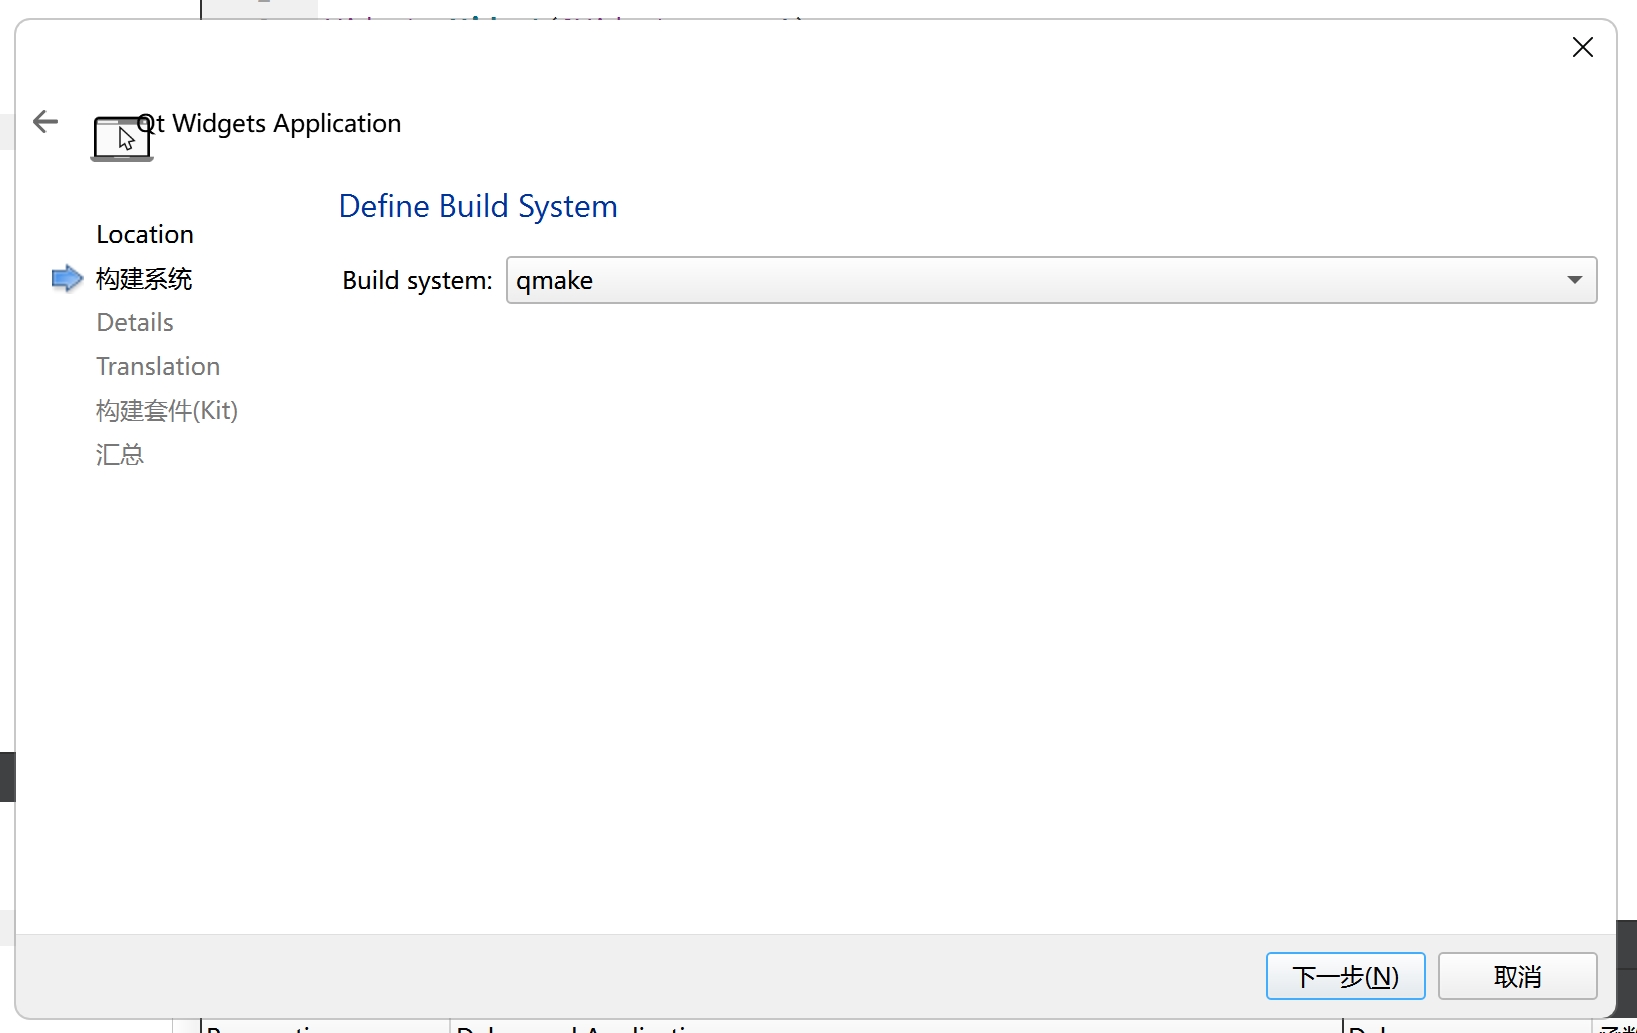 Qt Widgets Application
Define Build System
Location
构建系统
Build system: qmake
Details
Translation
构建套件(Kit)
汇总
下一步(N)
取消